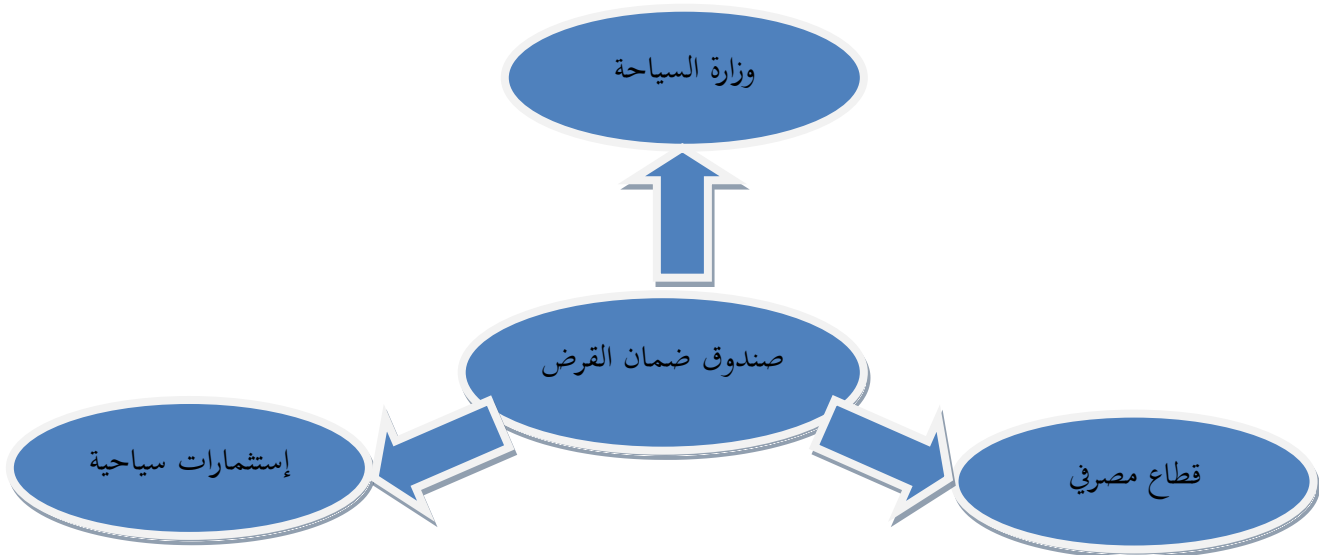 وزارة السياحة
صندوق ضمان القرض
قطاع مصرفي
إستثمارات سياحية